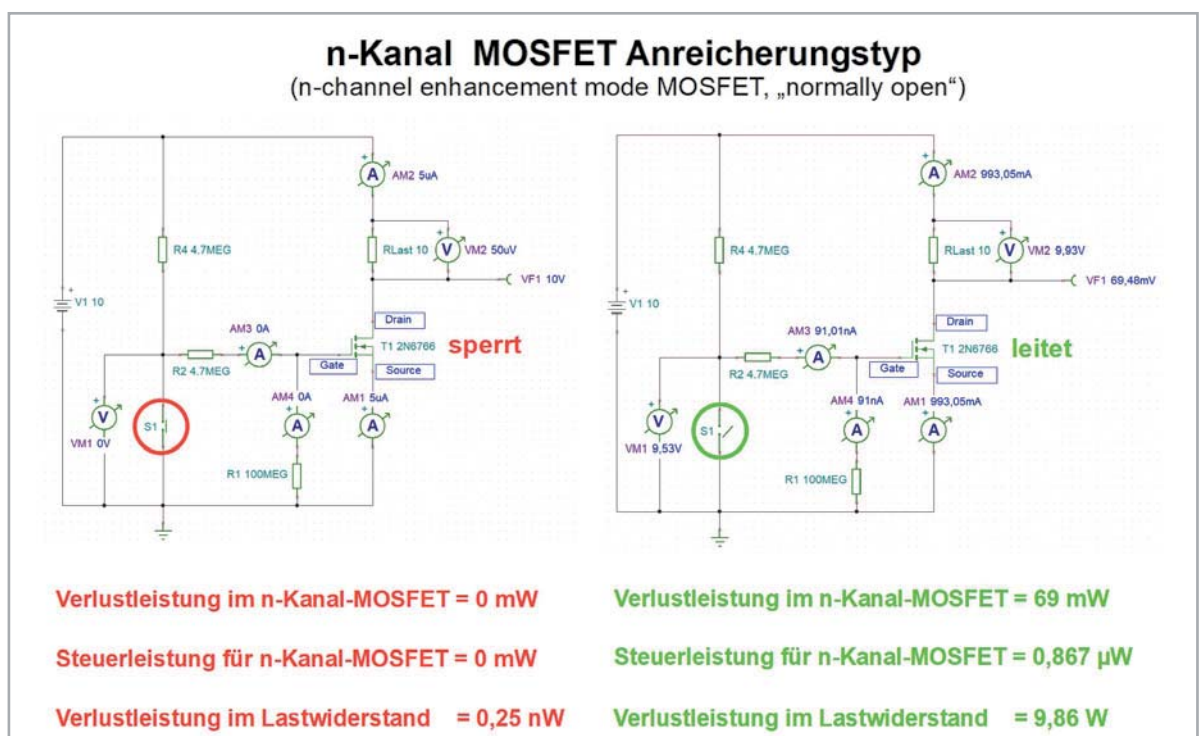 n-Kanal MOSFET Anreicherungstyp
(n-channel enhancement mode MOSFET, „normally open“)
+
A
AM2 5uA
R4 4.7MEG
RLast 10
+
V
VM2 50uV
VF1 10V
+
V1 10
Drain
AM3 0A
+
A
T1 2N6766
sperrt
R2 4.7MEG
Gate
Source
AM4 0A
AM1 5uA
+
V
VM1 0V
S1
+
A
+
A
R1 100MEG
+
A
AM2 993,05mA
R4 4.7MEG
RLast 10
+
V
VM2 9,93V
VF1 69,48mV
+
V1 10
Drain
AM3 91,01nA
+
A
T1 2N6766
leitet
R2 4.7MEG
Gate
Source
AM4 91nA
AM1 993,05mA
+
V
VM1 9,53V
S1
+
A
+
A
R1 100MEG
Verlustleistung im n-Kanal-MOSFET = 0 mW
Steuerleistung für n-Kanal-MOSFET = 0 mW
Verlustleistung im Lastwiderstand = 0,25 nW
Verlustleistung im n-Kanal-MOSFET = 69 mW
Steuerleistung für n-Kanal-MOSFET = 0,867 µW
Verlustleistung im Lastwiderstand = 9,86 W